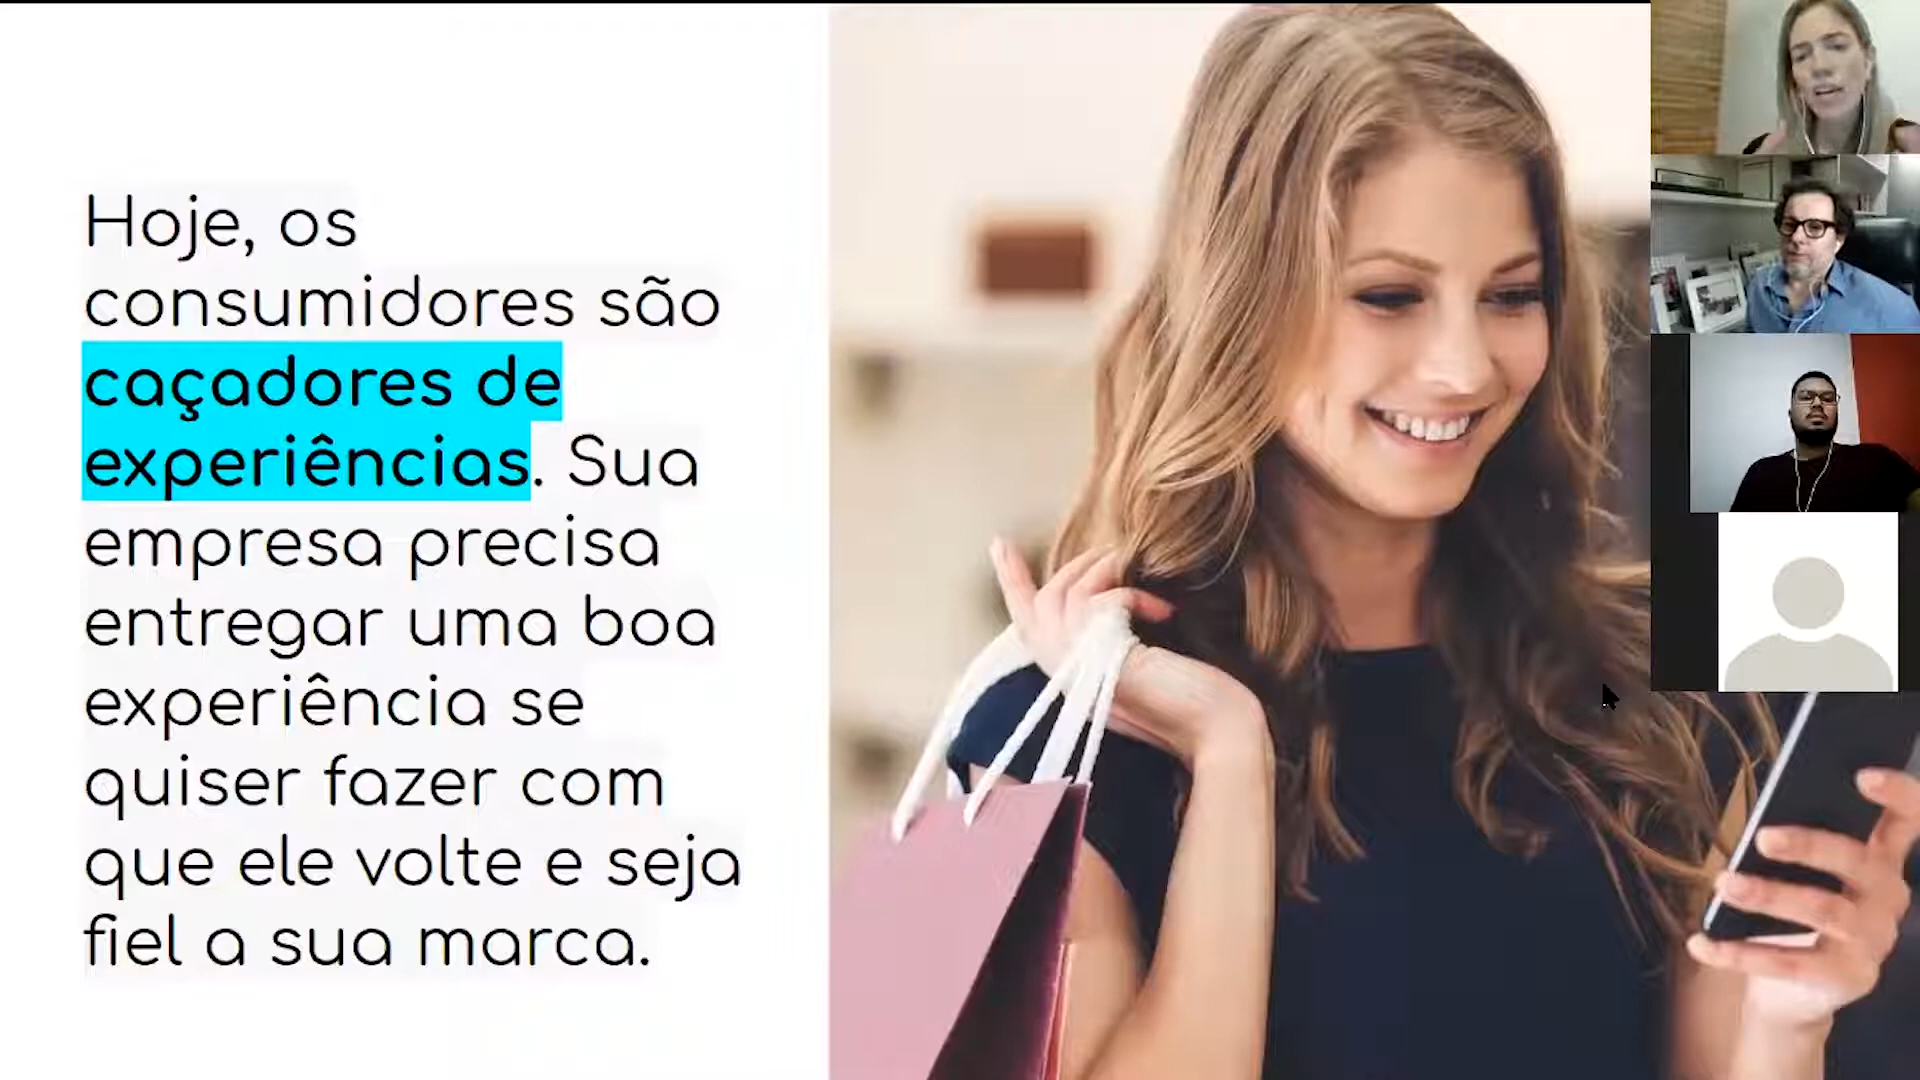 Hoje, os
consumidores são
caçadores de
experiências. Sua
empresa precisa
entregar uma boa
experiência se
quiser fazer com
que ele volte e seja
fiel a sua marca.